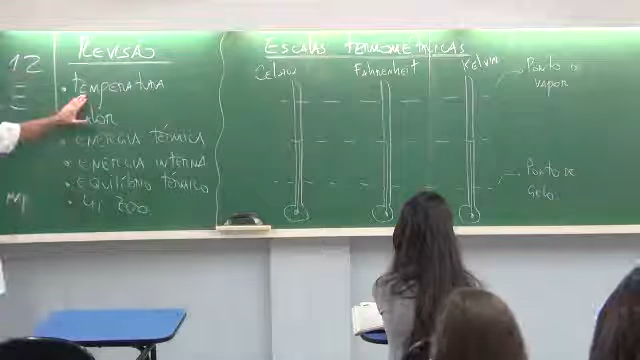 12
REVISÃO
• TEMPERATURA
CALOR
• ENERGIA TÉRMICA
• ENERGIA INTERNA
• EQUILÍBRIO TÉRMICO
ESCALAS TERMOMÉTRICAS
Celsius
Fahrenheit
Kelvin
PONTO DE
VAPOR
PONTO DE
GELO.